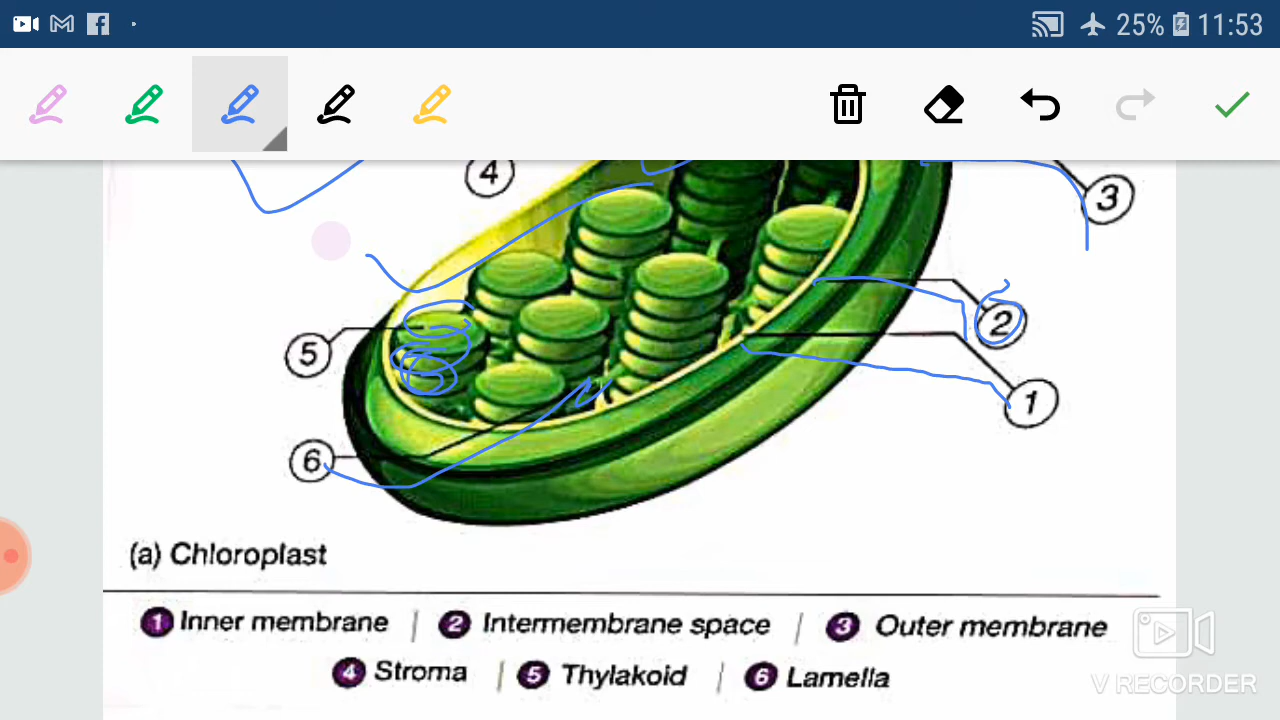 25% 11:53
4
3
2
5
1
6
(a) Chloroplast
1 Inner membrane | 2 Intermembrane space | 3 Outer membrane
4 Stroma | 5 Thylakoid | 6 Lamella
V RECORDER